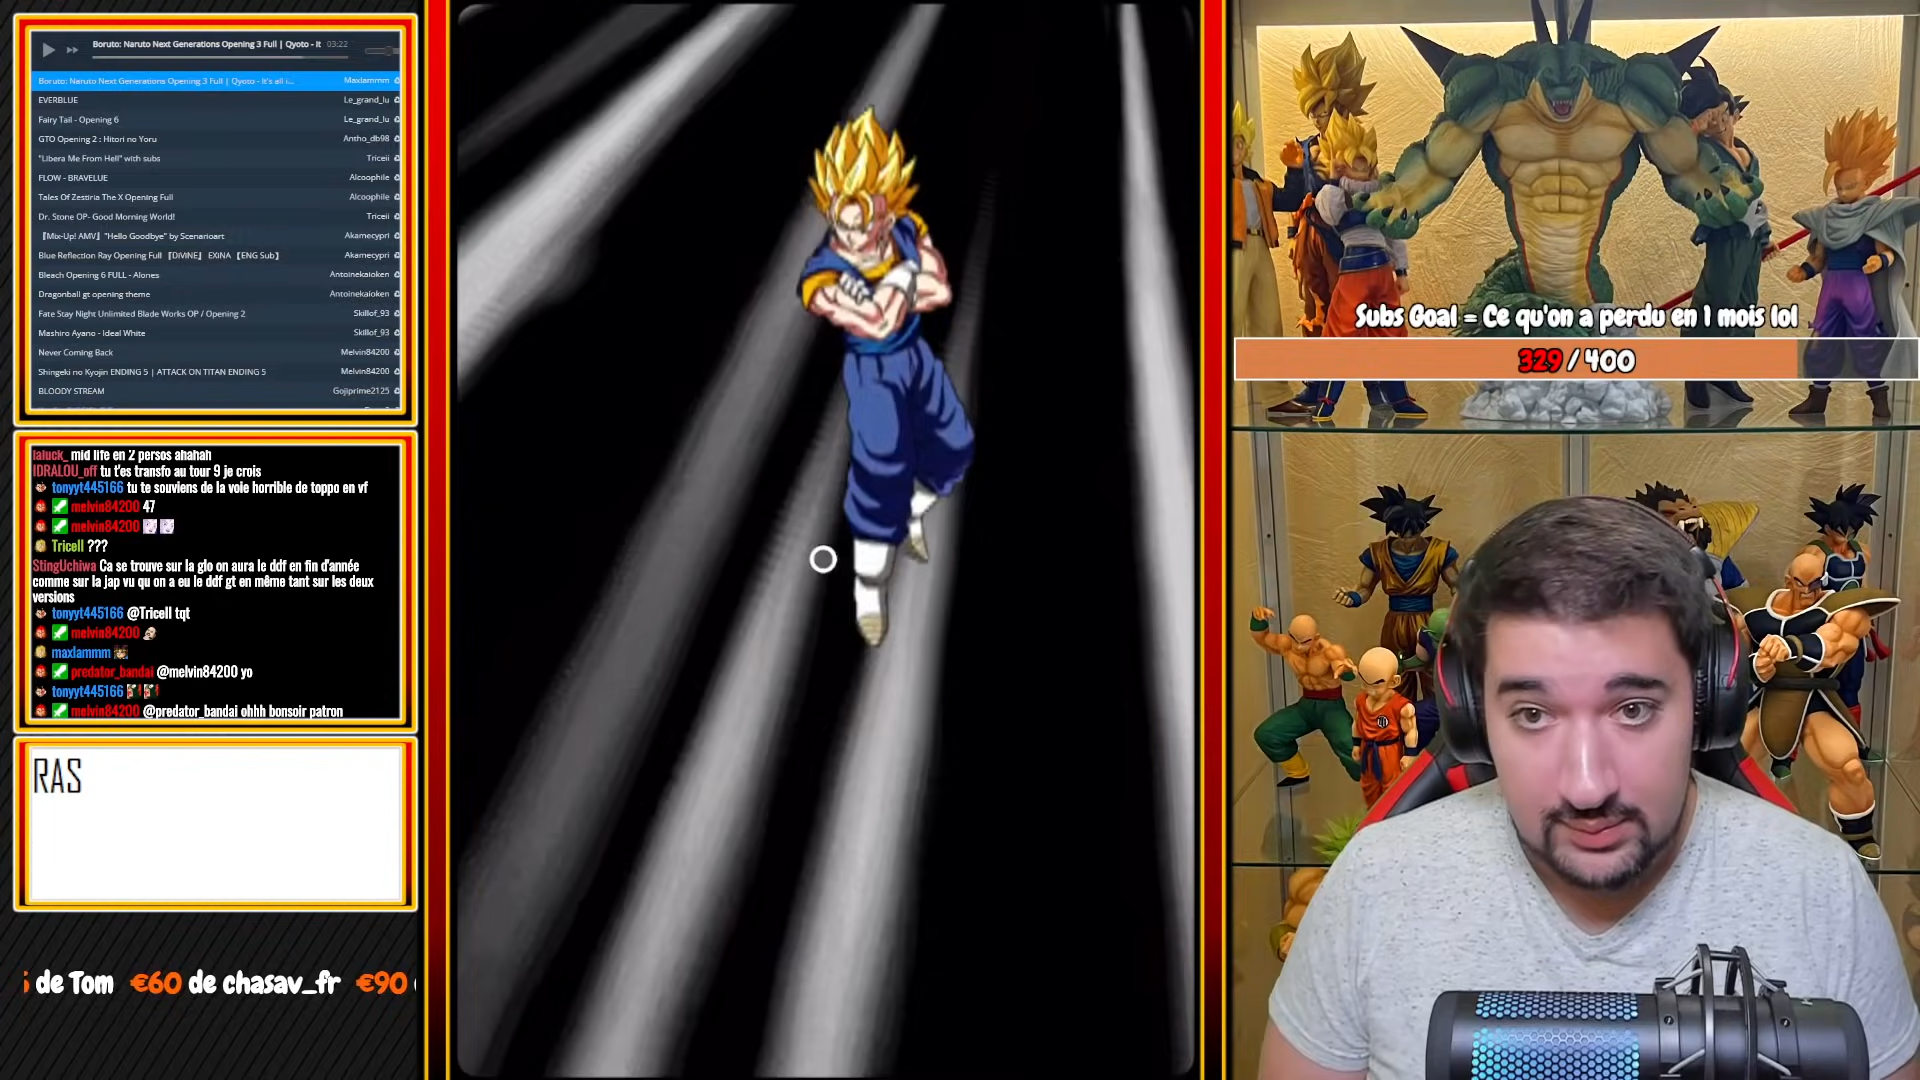 Boruto: Naruto Next Generations Opening 3 Full | Qyoto - It 03:22
Boruto: Naruto Next Generations Opening 3 Full | Qyoto - It's all i... Maxlammm
EVERBLUE Le_grand_lu
Fairy Tail - Opening 6 Le_grand_lu
GTO Opening 2 : Hitori no Yoru Antho_db98
"Libera Me From Hell" with subs Triceii
FLOW - BRAVELUE Alcoophile
Tales Of Zestiria The X Opening Full Alcoophile
Dr. Stone OP- Good Morning World! Triceii
『Mix-Up! AMV』 "Hello Goodbye" by Scenarioart Akamecypri
Blue Reflection Ray Opening Full 『DiViNE』 EXiNA 【ENG Sub】 Akamecypri
Bleach Opening 6 FULL - Alones Antoinekaioken
Dragonball gt opening theme Antoinekaioken
Fate Stay Night Unlimited Blade Works OP / Opening 2 Skillof_93
Mashiro Ayano - Ideal White Skillof_93
Never Coming Back Melvin84200
Shingeki no Kyojin ENDING 5 | ATTACK ON TITAN ENDING 5 Melvin84200
BLOODY STREAM Gojiprime2125
laluck_ mid life en 2 persos ahahah
IDRALOU_off tu t'es transfo au tour 9 je crois
tonyyt445166 tu te souviens de la voie horrible de toppo en vf
melvin84200 47
melvin84200
Tricell ???
StingUchiwa Ca se trouve sur la glo on aura le ddf en fin d'année
comme sur la jap vu qu on a eu le ddf gt en même tant sur les deux
versions
tonyyt445166 @Tricell tqt
melvin84200
maxlammm
predator_bandai @melvin84200 yo
tonyyt445166
melvin84200 @predator_bandai ohhh bonsoir patron
RAS
de Tom €60 de chasav_fr €90
Subs Goal = Ce qu'on a perdu en 1 mois lol
329 / 400